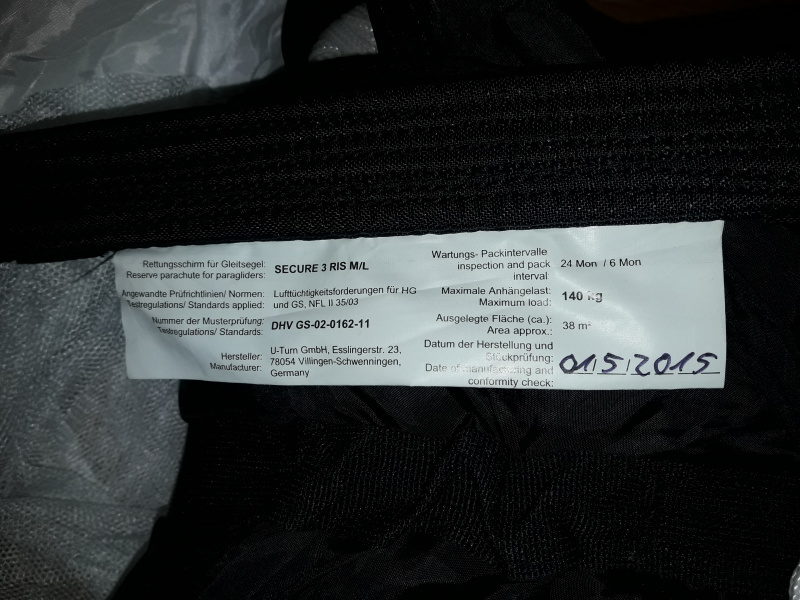 Rettungsschirm für Gleitsegel:
Reserve parachute for paragliders:
SECURE 3 RIS M/L
Angewandte Prüfrichtlinien/ Normen:
Testregulations/ Standards applied:
Lufttüchtigkeitsforderungen für HG
und GS, NFL II 35/03
Nummer der Musterprüfung:
Testregulations/ Standards:
DHV GS-02-0162-11
Hersteller:
Manufacturer:
U-Turn GmbH, Esslingerstr. 23,
78054 Villingen-Schwenningen,
Germany
Wartungs- Packintervalle
inspection and pack
interval:
24 Mon / 6 Mon
Maximale Anhängelast:
Maximum load:
140 kg
Ausgelegte Fläche (ca.):
Area approx.:
38 m²
Datum der Herstellung und
Stückprüfung:
Date of manufacturing and
conformity check:
015 2015